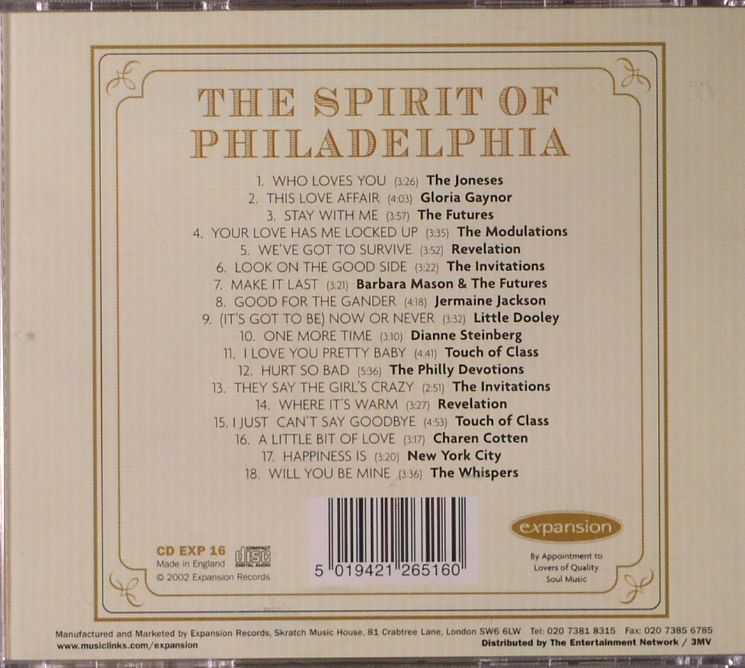 THE SPIRIT OF
PHILADELPHIA
1. WHO LOVES YOU (3:26) The Joneses
2. THIS LOVE AFFAIR (4:03) Gloria Gaynor
3. STAY WITH ME (3:57) The Futures
4. YOUR LOVE HAS ME LOCKED UP (3:35) The Modulations
5. WE'VE GOT TO SURVIVE (3:52) Revelation
6. LOOK ON THE GOOD SIDE (3:22) The Invitations
7. MAKE IT LAST (3:21) Barbara Mason & The Futures
8. GOOD FOR THE GANDER (4:18) Jermaine Jackson
9. (IT'S GOT TO BE) NOW OR NEVER (3:32) Little Dooley
10. ONE MORE TIME (3:10) Dianne Steinberg
11. I LOVE YOU PRETTY BABY (4:41) Touch of Class
12. HURT SO BAD (5:36) The Philly Devotions
13. THEY SAY THE GIRL'S CRAZY (2:51) The Invitations
14. WHERE IT'S WARM (3:27) Revelation
15. I JUST CAN'T SAY GOODBYE (4:53) Touch of Class
16. A LITTLE BIT OF LOVE (3:17) Charen Cotten
17. HAPPINESS IS (3:20) New York City
18. WILL YOU BE MINE (3:36) The Whispers
CD EXP 16
Made in England
© 2002 Expansion Records
COMPACT
disc
DIGITAL AUDIO
5 019421 265160
expansion
By Appointment to
Lovers of Quality
Soul Music
Manufactured and Marketed by Expansion Records, Skratch Music House, 81 Crabtree Lane, London SW6 6LW Tel: 020 7381 8315 Fax: 020 7385 6785
www.musiclinks.com/expansion Distributed by The Entertainment Network / 3MV